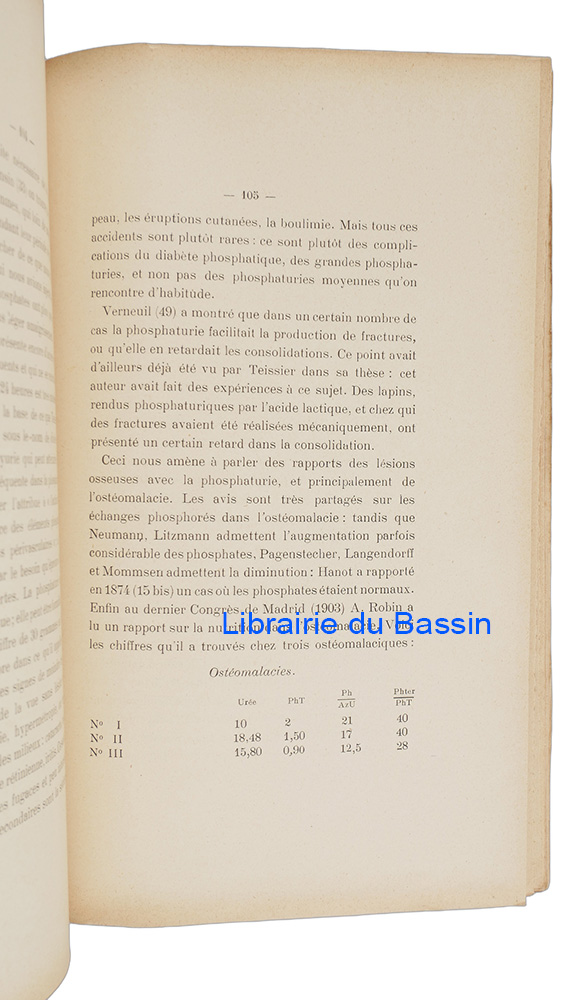 — 105 —
peau, les éruptions cutanées, la boulimie. Mais tous ces
accidents sont plutôt rares : ce sont plutôt des compli-
cations du diabète phosphatique, des grandes phospha-
turies, et non pas des phosphaturies moyennes qu'on
rencontre d'habitude.
Verneuil (49) a montré que dans un certain nombre de
cas la phosphaturie facilitait la production de fractures,
ou qu'elle en retardait les consolidations. Ce point avait
d'ailleurs déjà été vu par Teissier dans sa thèse : cet
auteur avait fait des expériences à ce sujet. Des lapins,
rendus phosphaturiques par l'acide lactique, et chez qui
des fractures avaient été réalisées mécaniquement, ont
présenté un certain retard dans la consolidation.
Ceci nous amène à parler des rapports des lésions
osseuses avec la phosphaturie, et principalement de
l'ostéomalacie. Les avis sont très partagés sur les
échanges phosphorés dans l'ostéomalacie : tandis que
Neumann, Litzmann admettent l'augmentation parfois
considérable des phosphates, Pagenstecher, Langendorff
et Mommsen admettent la diminution : Hanot a rapporté
en 1874 (15 bis) un cas où les phosphates étaient normaux.
Enfin au dernier Congrès de Madrid (1903) A. Robin a
lu un rapport sur la nutrition dans l'ostéomalacie. Voici
Librairie du Bassin
les chiffres qu'il a trouvés chez trois ostéomalaciques :
Ostéomalacies.
Urée PhT Ph/AzU Phter/PhT
N° I 10 2 21 40
N° II 18,48 1,50 17 40
N° III 15,80 0,90 12,5 28